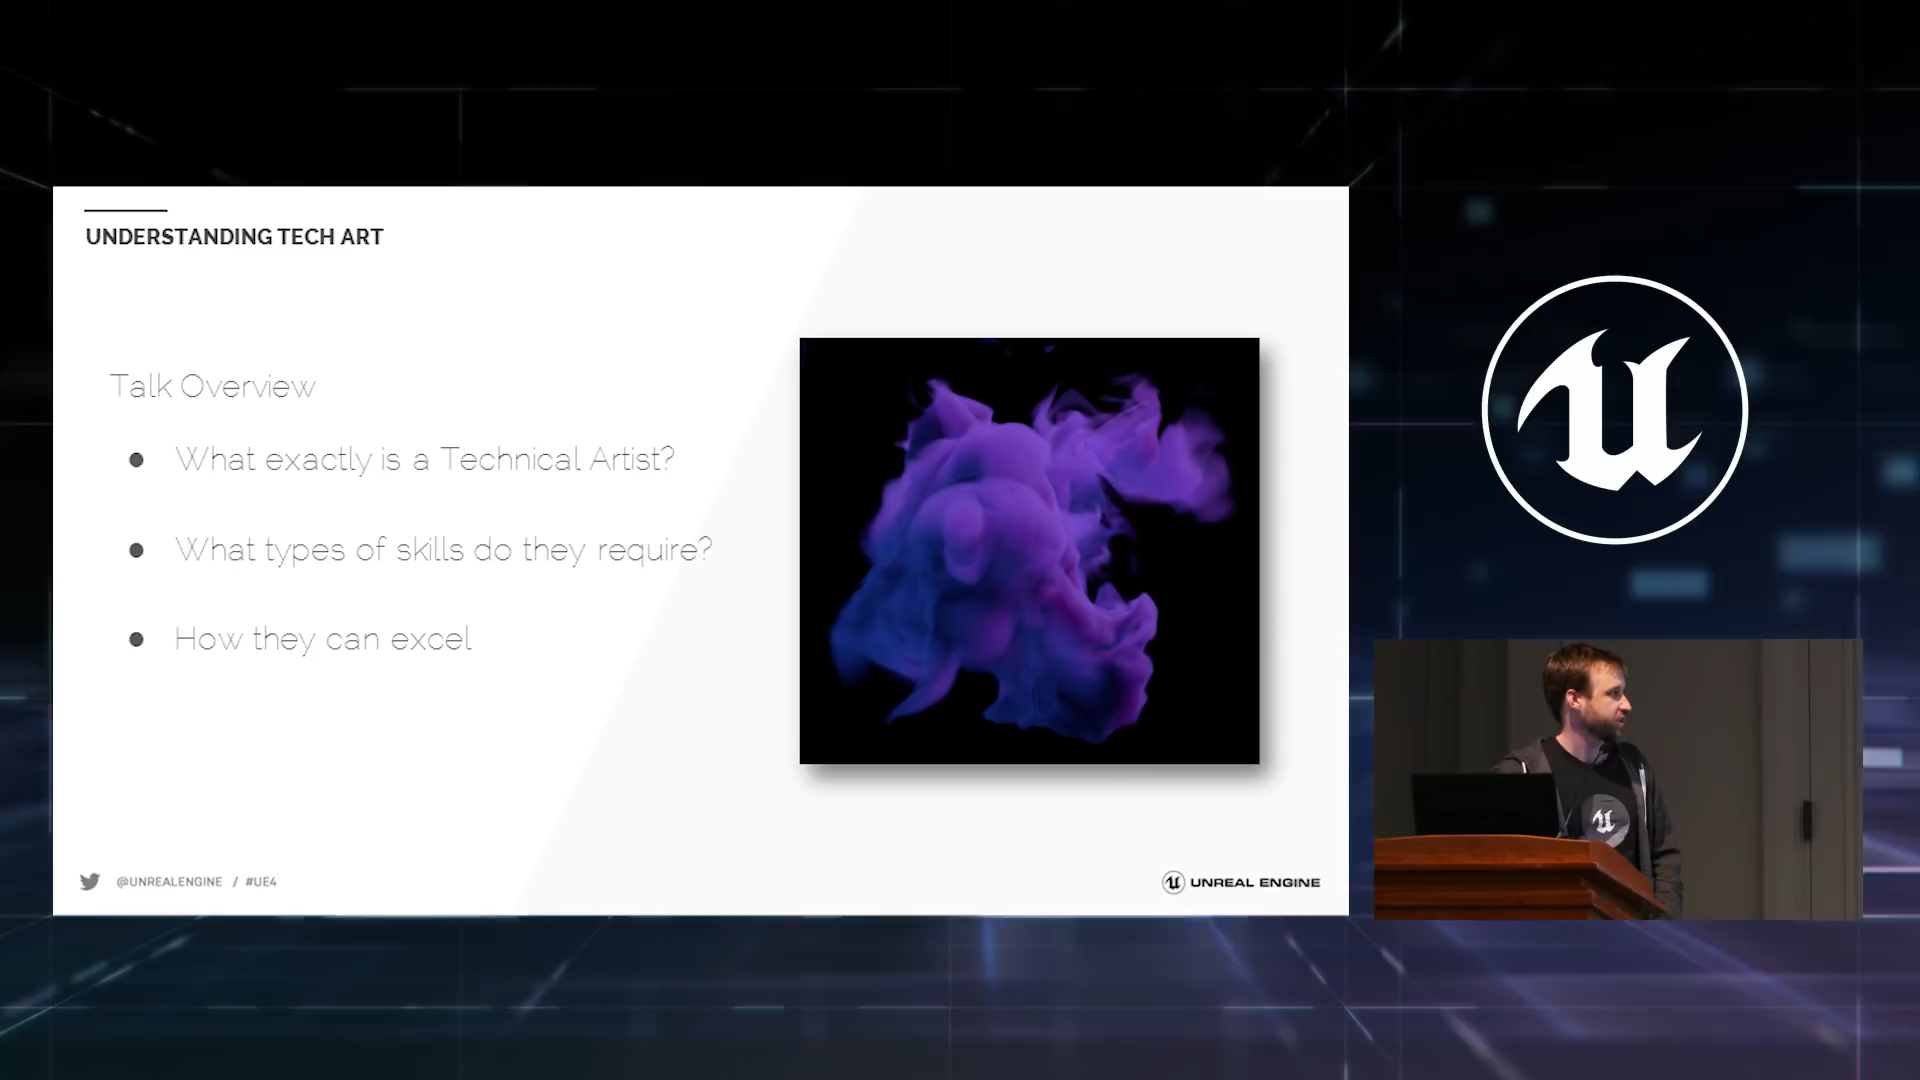 UNDERSTANDING TECH ART
Talk Overview
● What exactly is a Technical Artist?
● What types of skills do they require?
● How they can excel
@UNREALENGINE / #UE4
UNREAL ENGINE